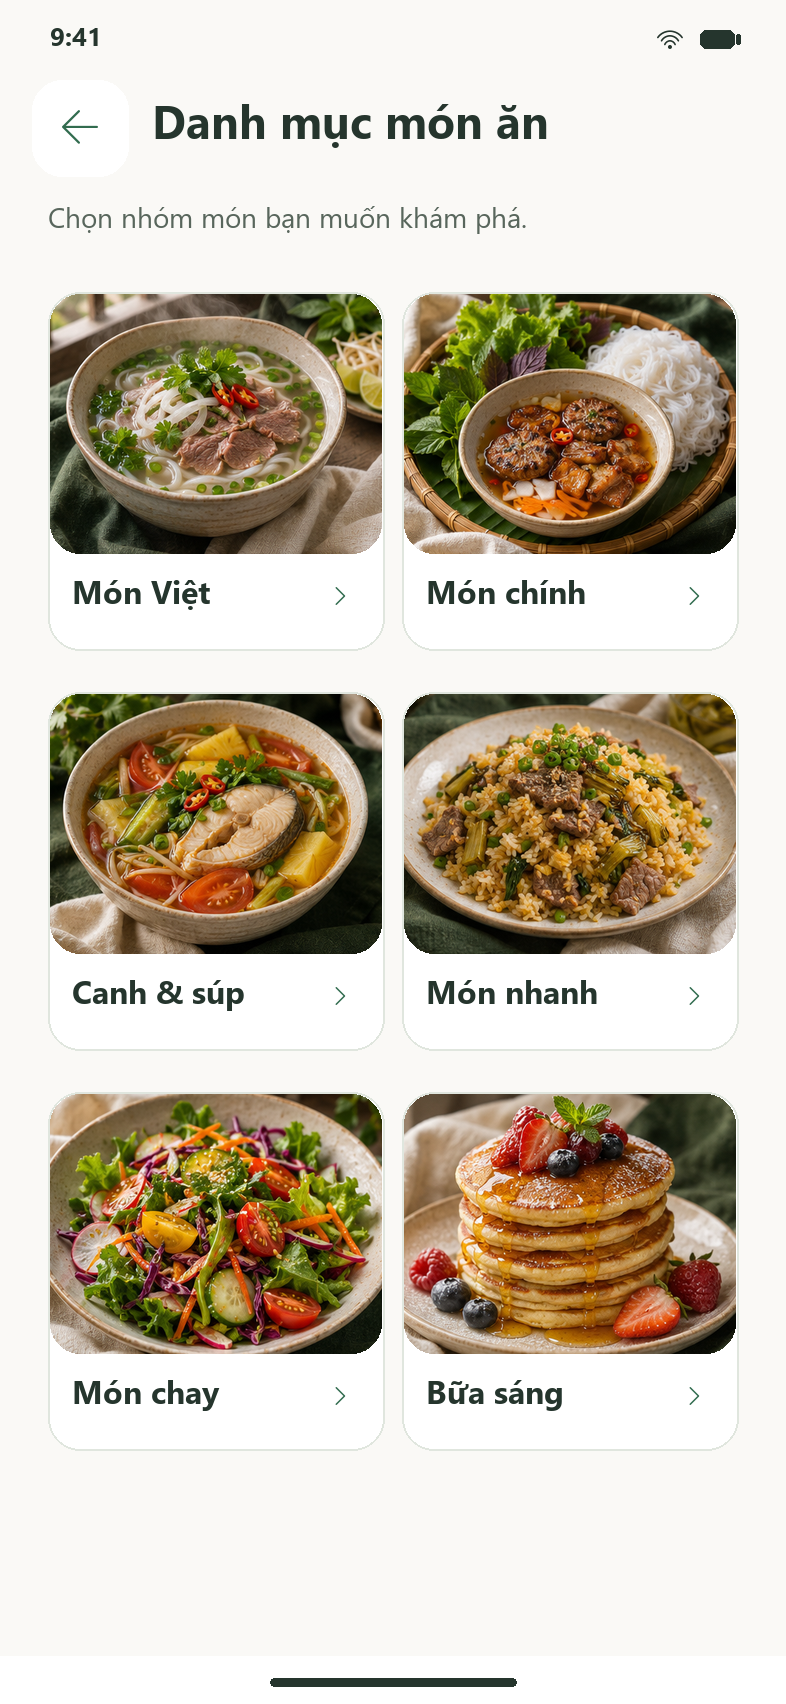 9:41
Danh mục món ăn
Chọn nhóm món bạn muốn khám phá.
Món Việt
Món chính
Canh & súp
Món nhanh
Món chay
Bữa sáng